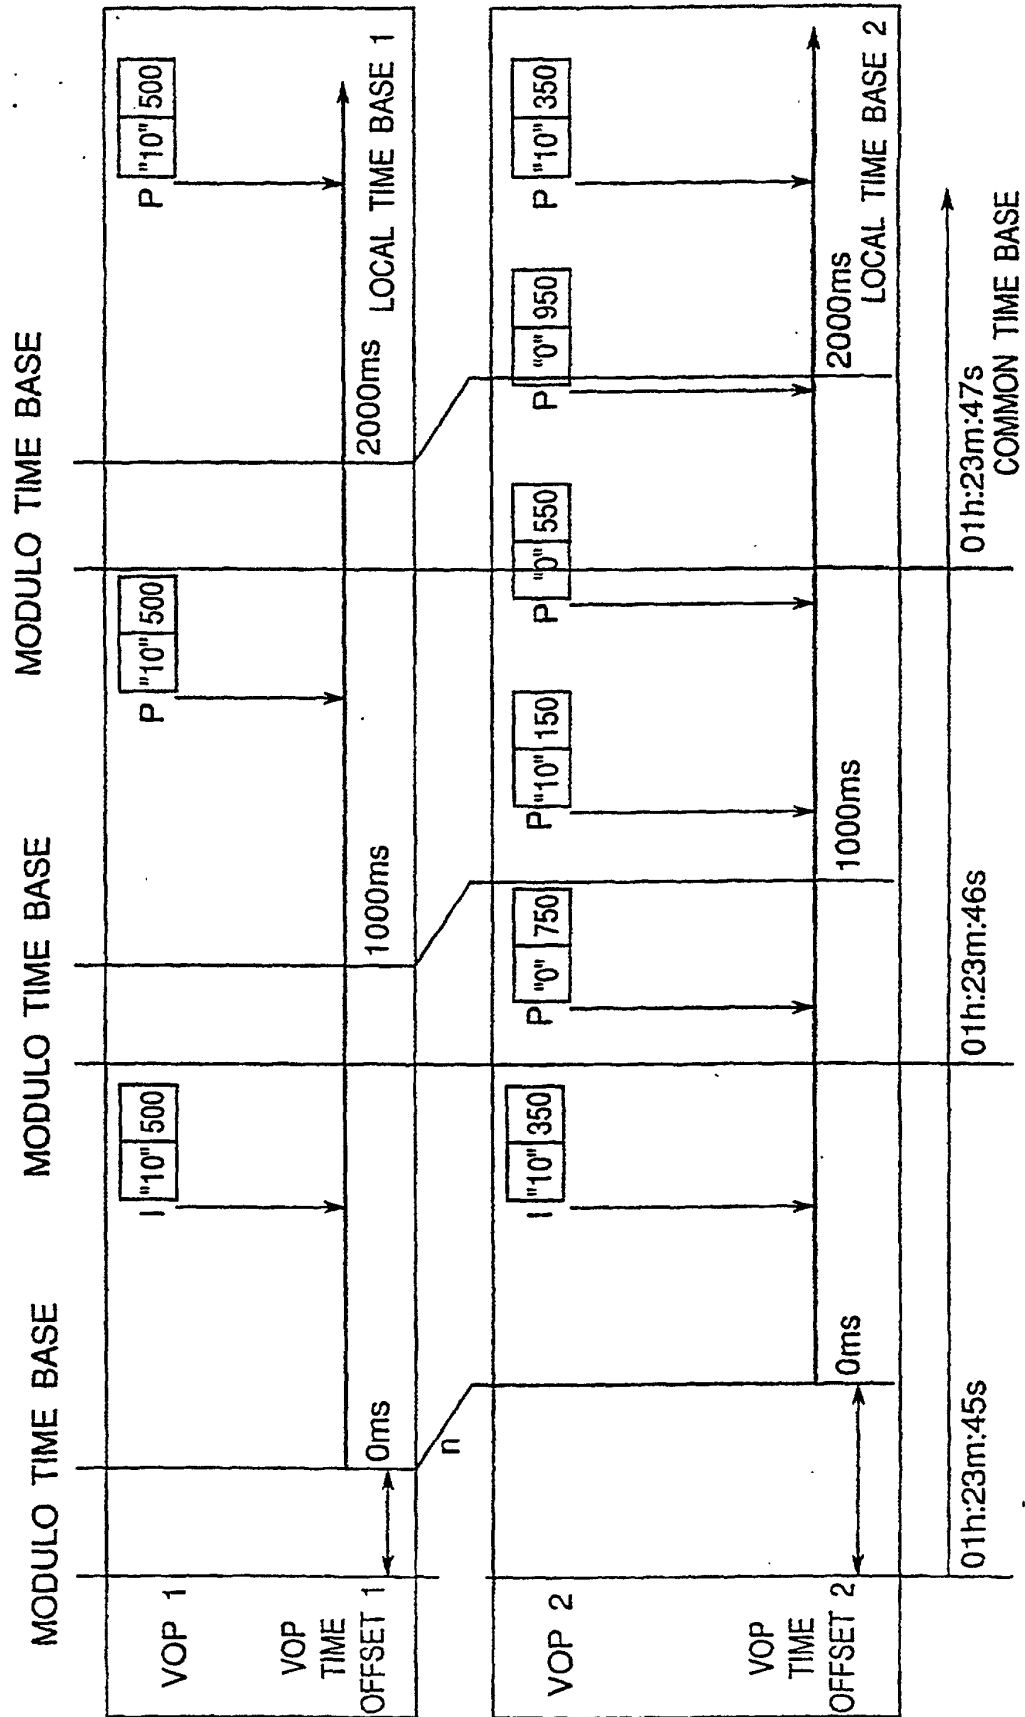 MODULO TIME BASE
MODULO TIME BASE
MODULO TIME BASE
VOP 1
I "10" 500
P "10" 500
P "10" 500
VOP
TIME
OFFSET 1
0ms
1000ms
2000ms
LOCAL TIME BASE 1
n
VOP 2
I "10" 350
P "0" 750
P "10" 150
P "0" 550
P "0" 950
P "10" 350
VOP
TIME
OFFSET 2
0ms
1000ms
2000ms
LOCAL TIME BASE 2
01h:23m:45s
01h:23m:46s
01h:23m:47s
COMMON TIME BASE